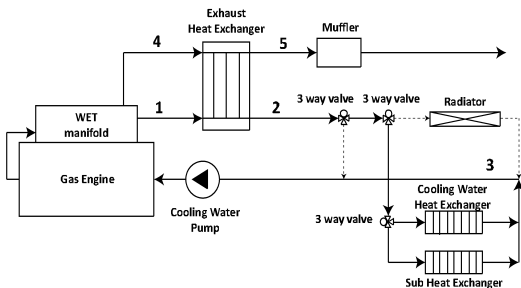 Exhaust
Heat Exchanger
Muffler
4
5
WET
manifold
1
2
3 way valve
3 way valve
Radiator
Gas Engine
3
Cooling Water
Pump
Cooling Water
Heat Exchanger
3 way valve
Sub Heat Exchanger